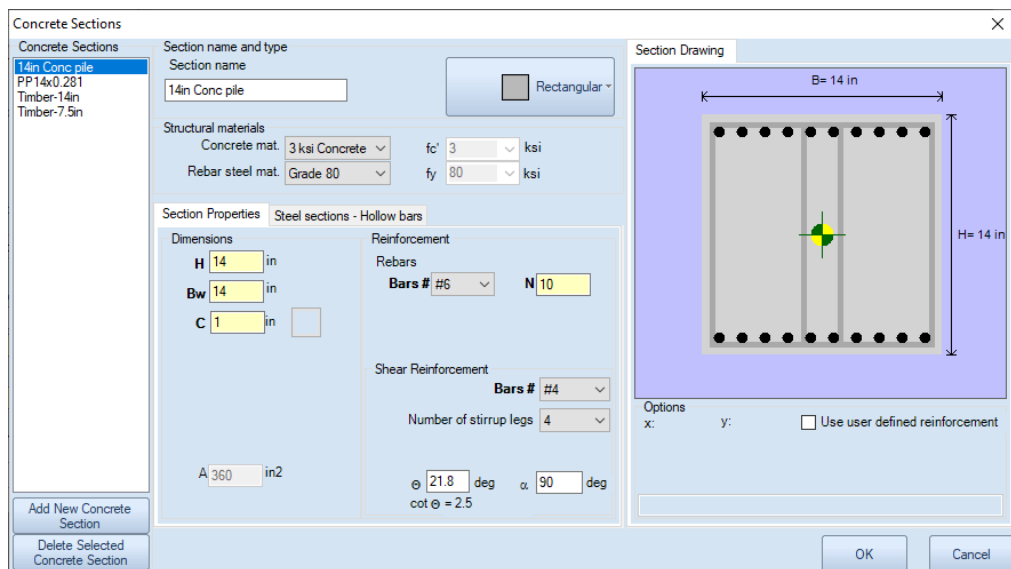 Concrete Sections
Concrete Sections
14in Conc pile
PP14x0.281
Timber-14in
Timber-7.5in
Add New Concrete
Section
Delete Selected
Concrete Section
Section name and type
Section name
14in Conc pile
Rectangular
Structural materials
Concrete mat. 3 ksi Concrete fc' 3 ksi
Rebar steel mat. Grade 80 fy 80 ksi
Section Properties Steel sections - Hollow bars
Dimensions
H 14 in
Bw 14 in
C 1 in
A 360 in2
Reinforcement
Rebars
Bars # #6 N 10
Shear Reinforcement
Bars # #4
Number of stirrup legs 4
Θ 21.8 deg α 90 deg
cot Θ = 2.5
Section Drawing
B= 14 in
H= 14 in
Options
x: y: Use user defined reinforcement
OK Cancel